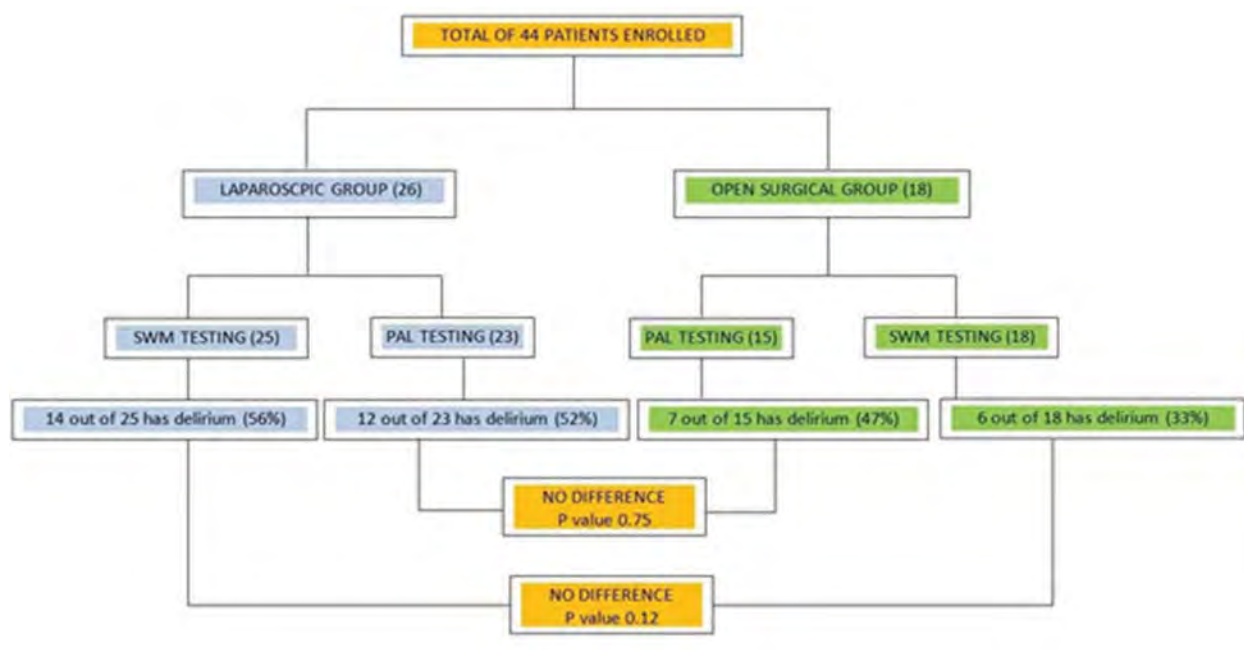 TOTAL OF 44 PATIENTS ENROLLED
LAPAROSCPIC GROUP (26)
OPEN SURGICAL GROUP (18)
SWM TESTING (25)
PAL TESTING (23)
PAL TESTING (15)
SWM TESTING (18)
14 out of 25 has delirium (56%)
12 out of 23 has delirium (52%)
7 out of 15 has delirium (47%)
6 out of 18 has delirium (33%)
NO DIFFERENCE
P value 0.75
NO DIFFERENCE
P value 0.12